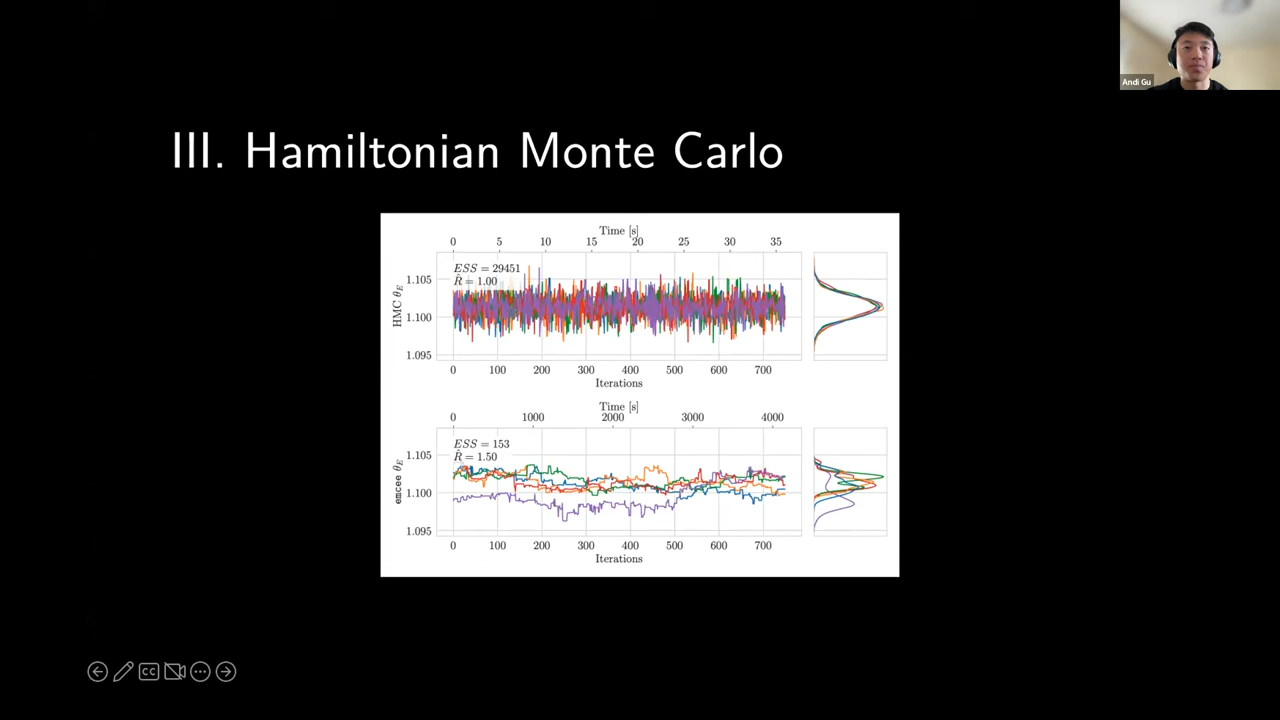 Andi Gu
III. Hamiltonian Monte Carlo
Time [s]
0 5 10 15 20 25 30 35
ESS = 29451
R̂ = 1.00
HMC θ_E
1.105
1.100
1.095
0 100 200 300 400 500 600 700
Iterations
Time [s]
0 1000 2000 3000 4000
ESS = 153
R̂ = 1.50
emcee θ_E
1.105
1.100
1.095
0 100 200 300 400 500 600 700
Iterations
CC